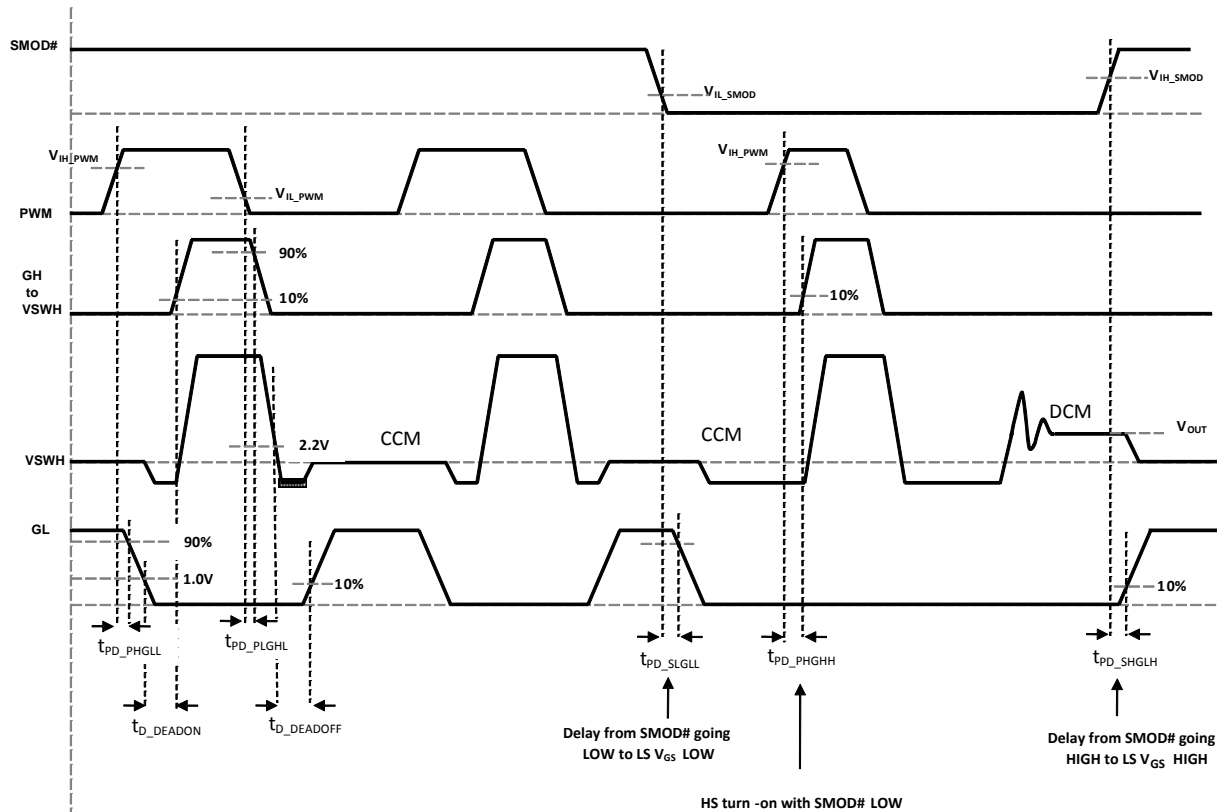 SMOD#
V_IL_SMOD
V_IH_SMOD
V_IH_PWM
V_IH_PWM
V_IL_PWM
PWM
90%
GH
to
VSWH
10%
10%
2.2V
CCM
CCM
DCM
V_OUT
VSWH
GL
90%
1.0V
10%
10%
t_PD_PHGLL
t_PD_PLGHL
t_PD_SLGLL
t_PD_PHGHH
t_PD_SHGLH
t_D_DEADON
t_D_DEADOFF
Delay from SMOD# going
LOW to LS V_GS LOW
Delay from SMOD# going
HIGH to LS V_GS HIGH
HS turn -on with SMOD# LOW